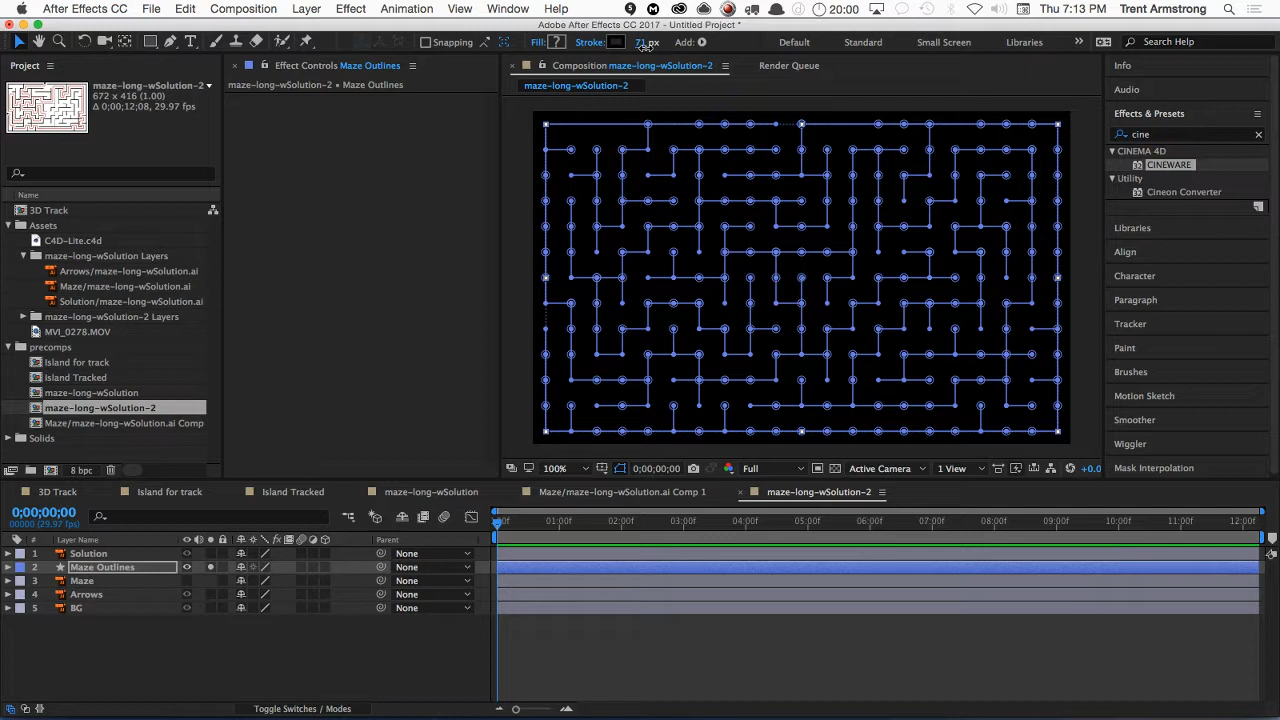 After Effects CC File Edit Composition Layer Effect Animation View Window Help 20:00 Thu 7:13 PM Trent Armstrong
Adobe After Effects CC 2017 - Untitled Project *
Snapping Fill: ? Stroke: 71 px Add: Default Standard Small Screen Libraries >> Search Help
Project Effect Controls Maze Outlines Composition maze-long-wSolution-2 Render Queue Info
maze-long-wSolution-2
672 x 416 (1.00)
Δ 0;00;12;08, 29.97 fps
maze-long-wSolution-2 • Maze Outlines
maze-long-wSolution-2
Audio
Effects & Presets
cine
CINEMA 4D
CINEWARE
Utility
Cineon Converter
Libraries
Align
Character
Paragraph
Tracker
Paint
Brushes
Motion Sketch
Smoother
Wiggler
Mask Interpolation
Name
3D Track
Assets
C4D-Lite.c4d
maze-long-wSolution Layers
Arrows/maze-long-wSolution.ai
Maze/maze-long-wSolution.ai
Solution/maze-long-wSolution.ai
maze-long-wSolution-2 Layers
MVI_0278.MOV
precomps
Island for track
Island Tracked
maze-long-wSolution
maze-long-wSolution-2
Maze/maze-long-wSolution.ai Comp
Solids
8 bpc
100% 0;00;00;00 Full Active Camera 1 View +0.0
3D Track Island for track Island Tracked maze-long-wSolution Maze/maze-long-wSolution.ai Comp 1 maze-long-wSolution-2
0;00;00;00
00000 (29.97 fps)
00f 01:00f 02:00f 03:00f 04:00f 05:00f 06:00f 07:00f 08:00f 09:00f 10:00f 11:00f 12:00f
# Layer Name Parent
1 Solution None
2 Maze Outlines None
3 Maze None
4 Arrows None
5 BG None
Toggle Switches / Modes